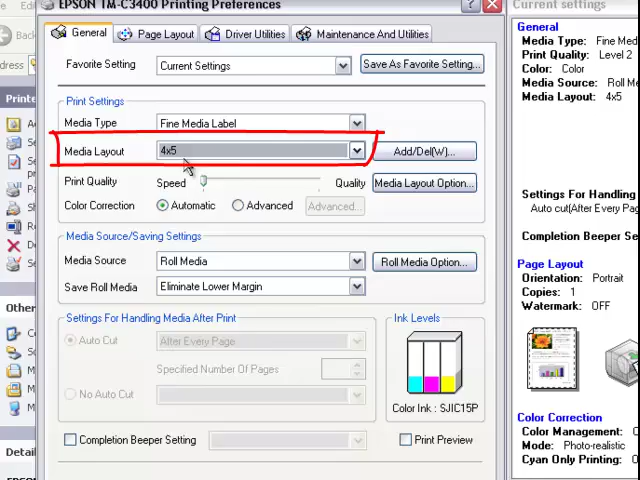 EPSON TM-C3400 Printing Preferences
General
Page Layout
Driver Utilities
Maintenance And Utilities
Favorite Setting
Current Settings
Save As Favorite Setting...
Print Settings
Media Type
Fine Media Label
Media Layout
4x5
Add/Del(W)...
Print Quality
Speed
Quality
Media Layout Option...
Color Correction
Automatic
Advanced
Advanced...
Media Source/Saving Settings
Media Source
Roll Media
Roll Media Option...
Save Roll Media
Eliminate Lower Margin
Settings For Handling Media After Print
Auto Cut
After Every Page
Specified Number Of Pages
No Auto Cut
Ink Levels
Color Ink : SJIC15P
Completion Beeper Setting
Print Preview
Current settings
General
Media Type: Fine Med
Print Quality: Level 2
Color: Color
Media Source: Roll M
Media Layout: 4x5
Settings For Handling
Auto cut(After Every Pag
Completion Beeper Se
Page Layout
Orientation: Portrait
Copies: 1
Watermark: OFF
Color Correction
Color Management: C
Mode: Photo-realistic
Cyan Only Printing: 0
Back
dress
Printe
Other
Detai